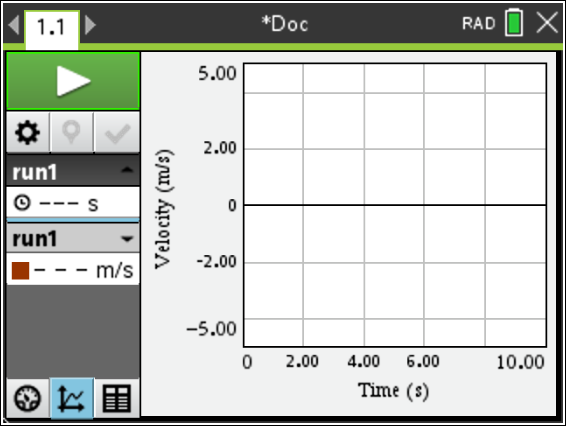 1.1
*Doc
RAD
run1
--- s
run1
- - - m/s
Velocity (m/s)
5.00
2.00
0
-2.00
-5.00
0
2.00
4.00
6.00
10.00
Time (s)